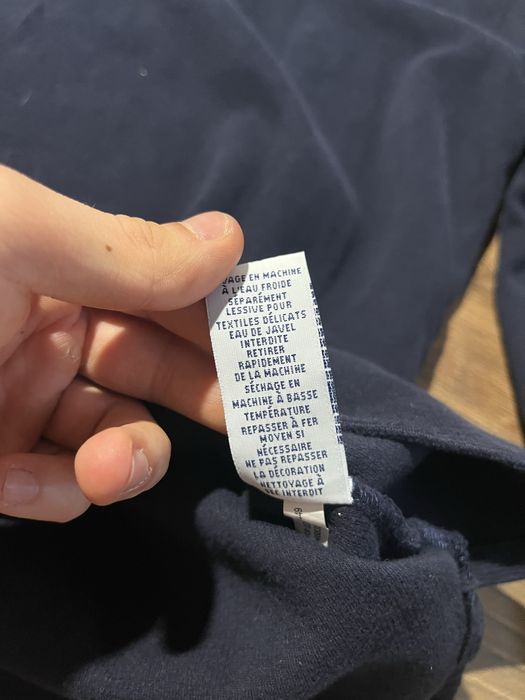 VAGE EN MACHINE
À L'EAU FROIDE
SÉPARÉMENT
LESSIVE POUR
TEXTILES DÉLICATS
EAU DE JAVEL
INTERDITE
RETIRER
RAPIDEMENT
DE LA MACHINE
SÉCHAGE EN
MACHINE À BASSE
TEMPÉRATURE
REPASSER À FER
MOYEN SI
NÉCESSAIRE
NE PAS REPASSER
LA DÉCORATION
NETTOYAGE À
SEC INTERDIT